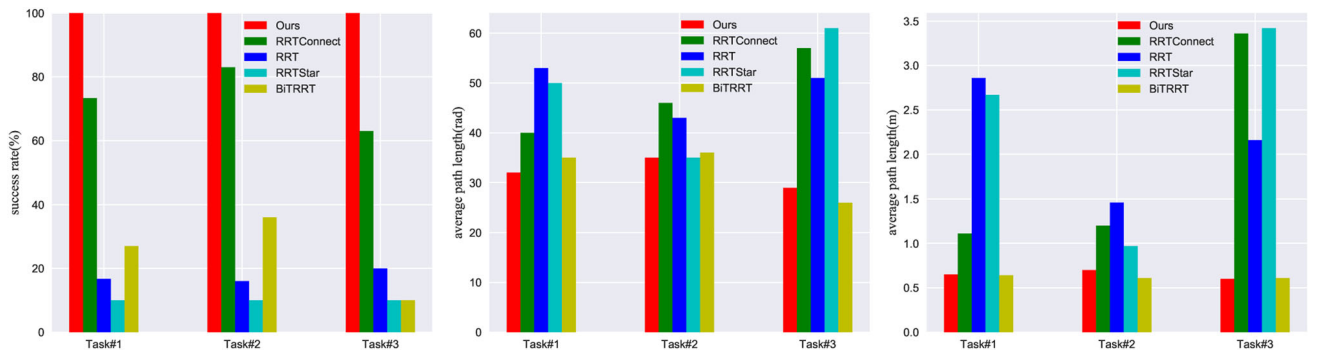 success rate(%)
100
80
60
40
20
0
Ours
RRTConnect
RRT
RRTStar
BiTRRT
Task#1
Task#2
Task#3
average path length(rad)
60
50
40
30
20
10
0
Ours
RRTConnect
RRT
RRTStar
BiTRRT
Task#1
Task#2
Task#3
average path length(m)
3.5
3.0
2.5
2.0
1.5
1.0
0.5
0.0
Ours
RRTConnect
RRT
RRTStar
BiTRRT
Task#1
Task#2
Task#3